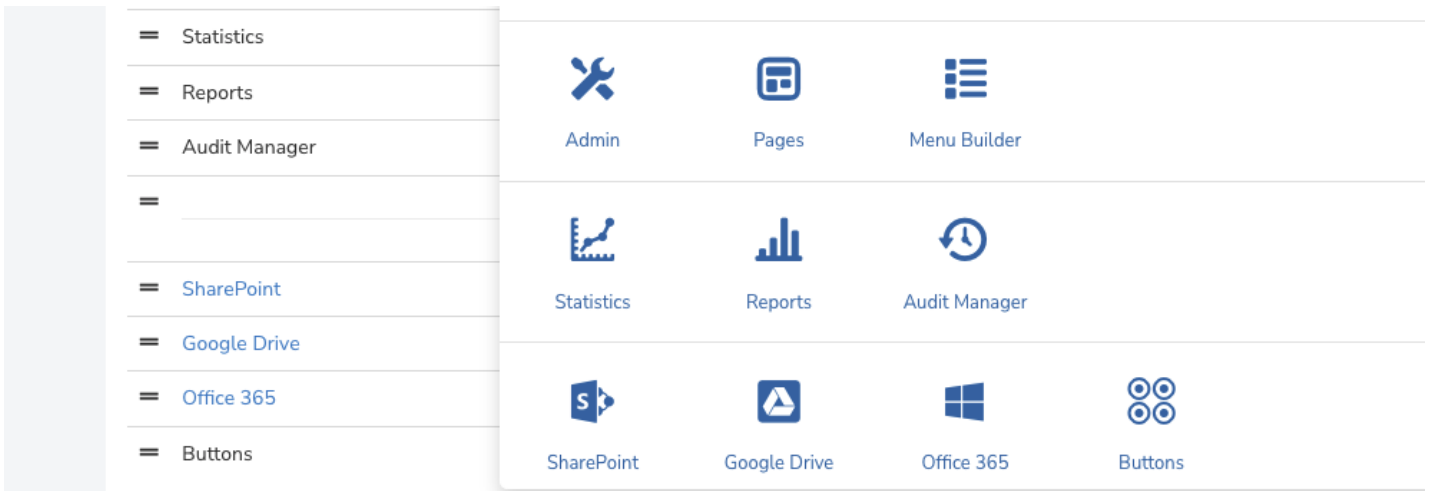 Statistics
Reports
Audit Manager
SharePoint
Google Drive
Office 365
Buttons
Admin Pages Menu Builder
Statistics Reports Audit Manager
S
SharePoint Google Drive Office 365 Buttons